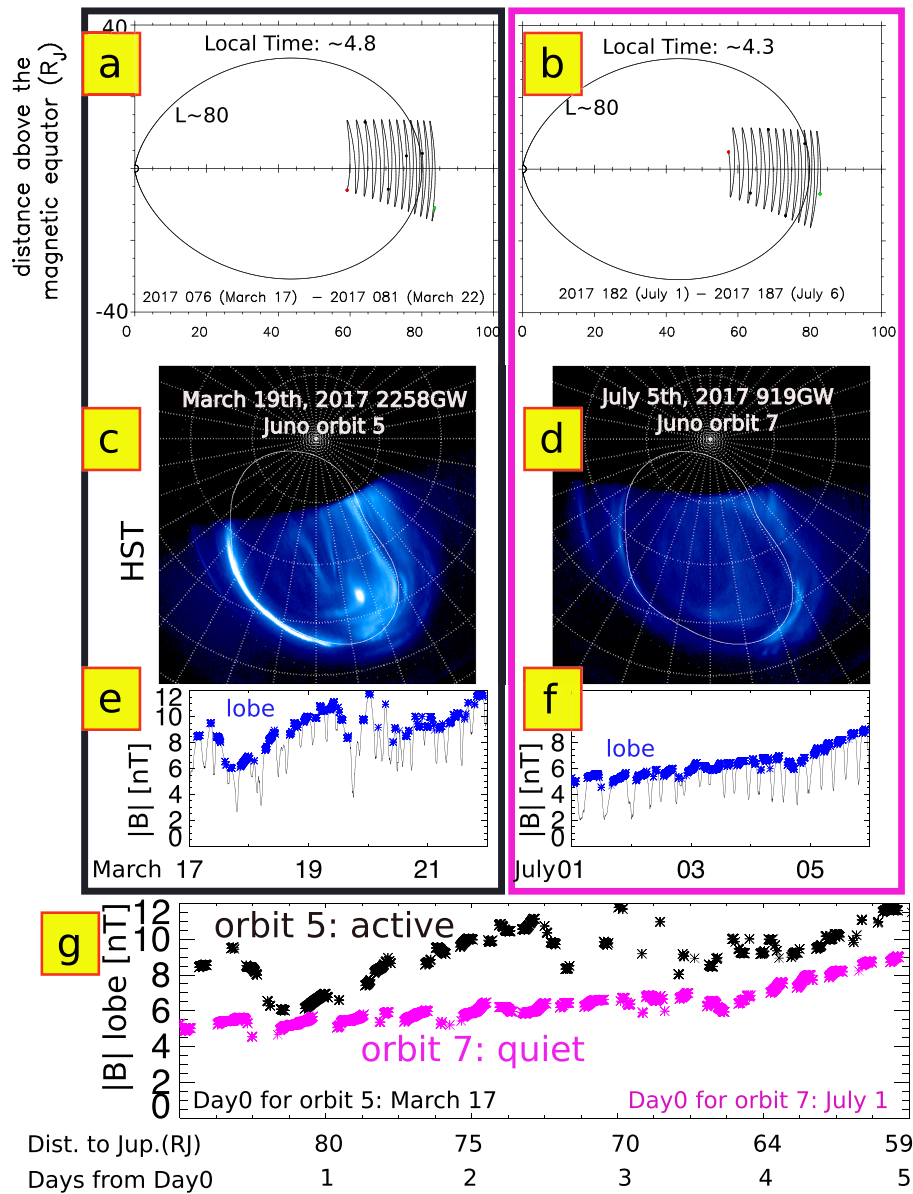 40
a
Local Time: ~4.8
L~80
distance above the
magnetic equator (RJ)
2017 076 (March 17) – 2017 081 (March 22)
-40
0 20 40 60 80 100
b
Local Time: ~4.3
L~80
2017 182 (July 1) – 2017 187 (July 6)
0 20 40 60 80 100
c
March 19th, 2017 2258GW
Juno orbit 5
HST
d
July 5th, 2017 919GW
Juno orbit 7
e
lobe
|B| [nT]
12
10
8
6
4
2
0
March 17 19 21
f
lobe
|B| [nT]
10
8
6
4
2
0
July 01 03 05
g
|B| lobe [nT]
12
10
8
6
4
2
0
orbit 5: active
orbit 7: quiet
Day0 for orbit 5: March 17
Day0 for orbit 7: July 1
Dist. to Jup.(RJ) 80 75 70 64 59
Days from Day0 1 2 3 4 5